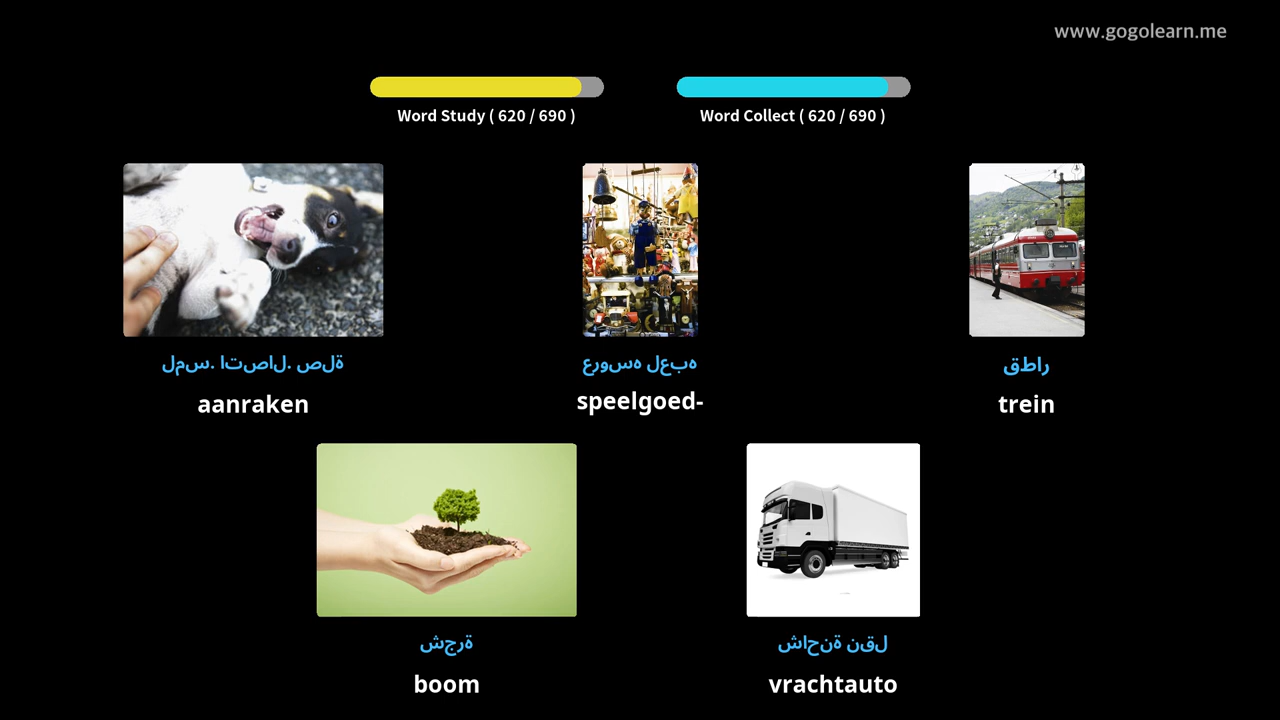 www.gogolearn.me
Word Study ( 620 / 690 )
Word Collect ( 620 / 690 )
لمس. اتصال. صلة
aanraken
عروسه لعبه
speelgoed-
قطار
trein
شجرة
boom
شاحنة نقل
vrachtauto